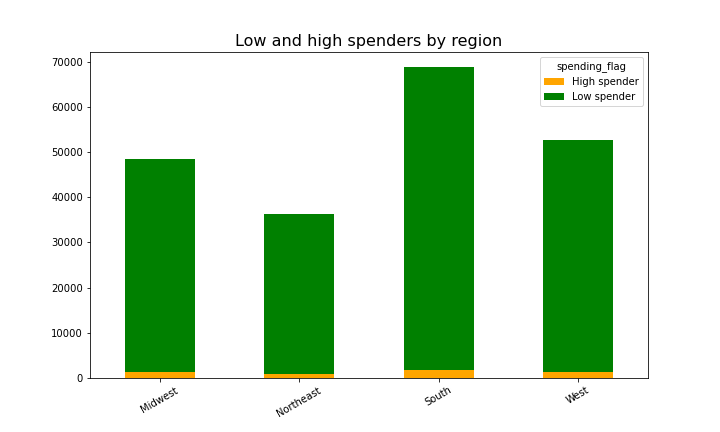 Low and high spenders by region
spending_flag
High spender
Low spender
70000
60000
50000
40000
30000
20000
10000
0
Midwest
Northeast
South
West